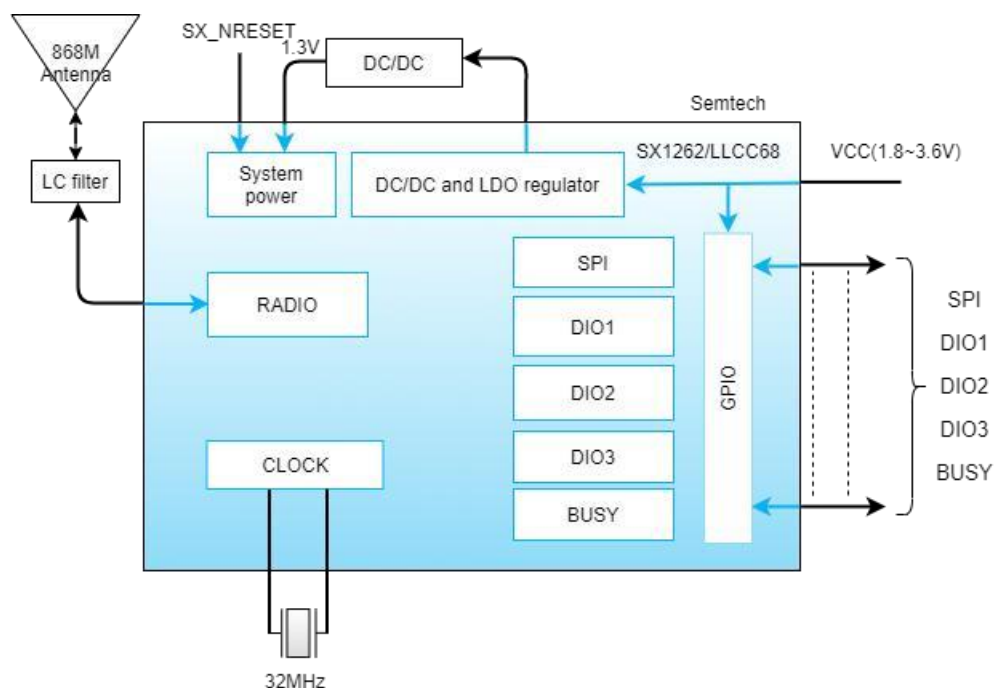 868M
Antenna
SX_NRESET
1.3V
DC/DC
Semtech
LC filter
System
power
DC/DC and LDO regulator
SX1262/LLCC68
VCC(1.8~3.6V)
SPI
RADIO
DIO1
DIO2
GPIO
DIO3
BUSY
CLOCK
SPI
DIO1
DIO2
DIO3
BUSY
32MHz